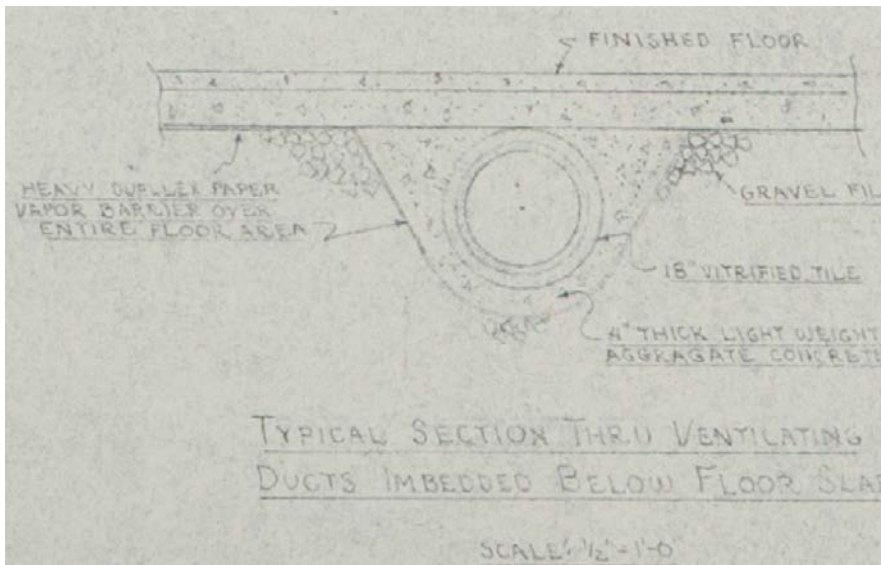 FINISHED FLOOR
HEAVY DUPLEX PAPER
VAPOR BARRIER OVER
ENTIRE FLOOR AREA
GRAVEL FIL
18" VITRIFIED TILE
4" THICK LIGHT WEIGHT
AGGRAGATE CONCRETE
TYPICAL SECTION THRU VENTILATING
DUCTS IMBEDDED BELOW FLOOR SLAB
SCALE: 1/2" = 1'-0"